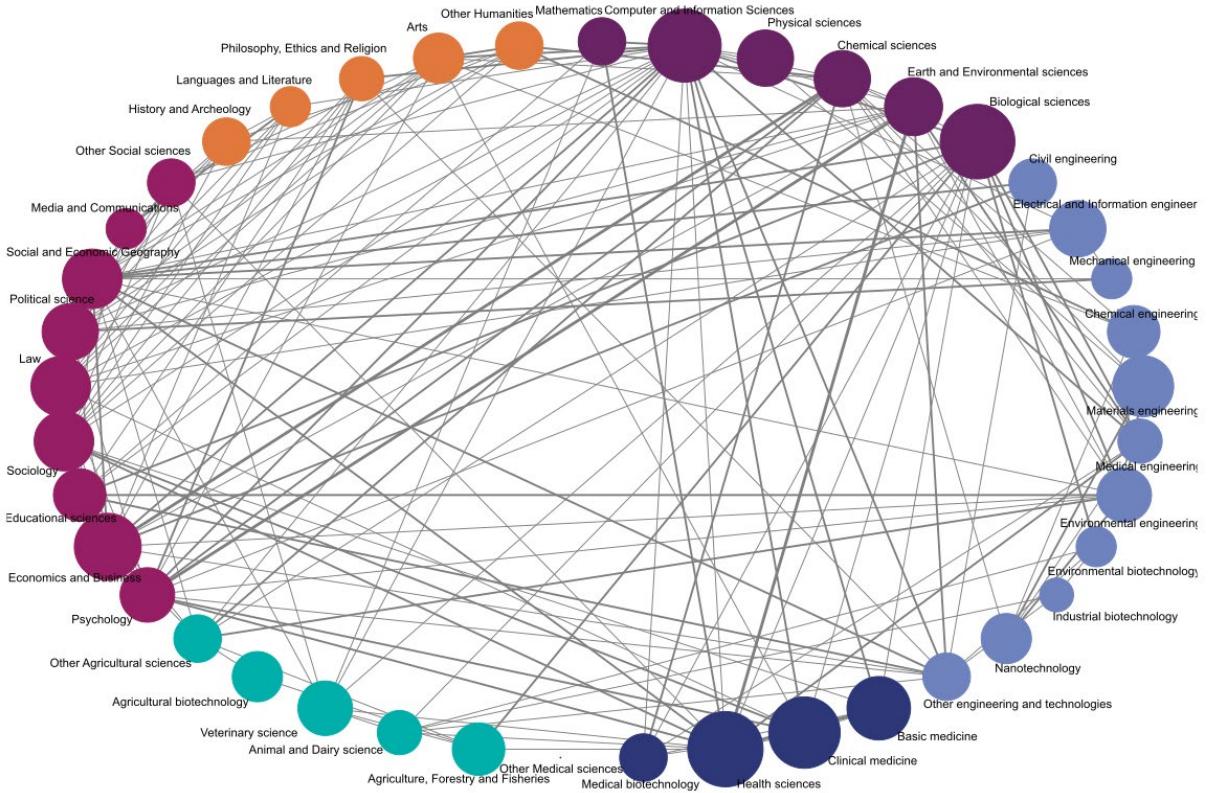 Mathematics
Computer and Information Sciences
Other Humanities
Physical sciences
Arts
Chemical sciences
Philosophy, Ethics and Religion
Earth and Environmental sciences
Languages and Literature
Biological sciences
History and Archeology
Other Social sciences
Civil engineering
Media and Communications
Electrical and Information engineer
Social and Economic Geography
Mechanical engineering
Political science
Chemical engineering
Law
Materials engineering
Sociology
Medical engineering
Educational sciences
Environmental engineering
Economics and Business
Environmental biotechnology
Psychology
Industrial biotechnology
Other Agricultural sciences
Nanotechnology
Agricultural biotechnology
Other engineering and technologies
Veterinary science
Basic medicine
Animal and Dairy science
Clinical medicine
Other Medical sciences
Agriculture, Forestry and Fisheries
Medical biotechnology
Health sciences